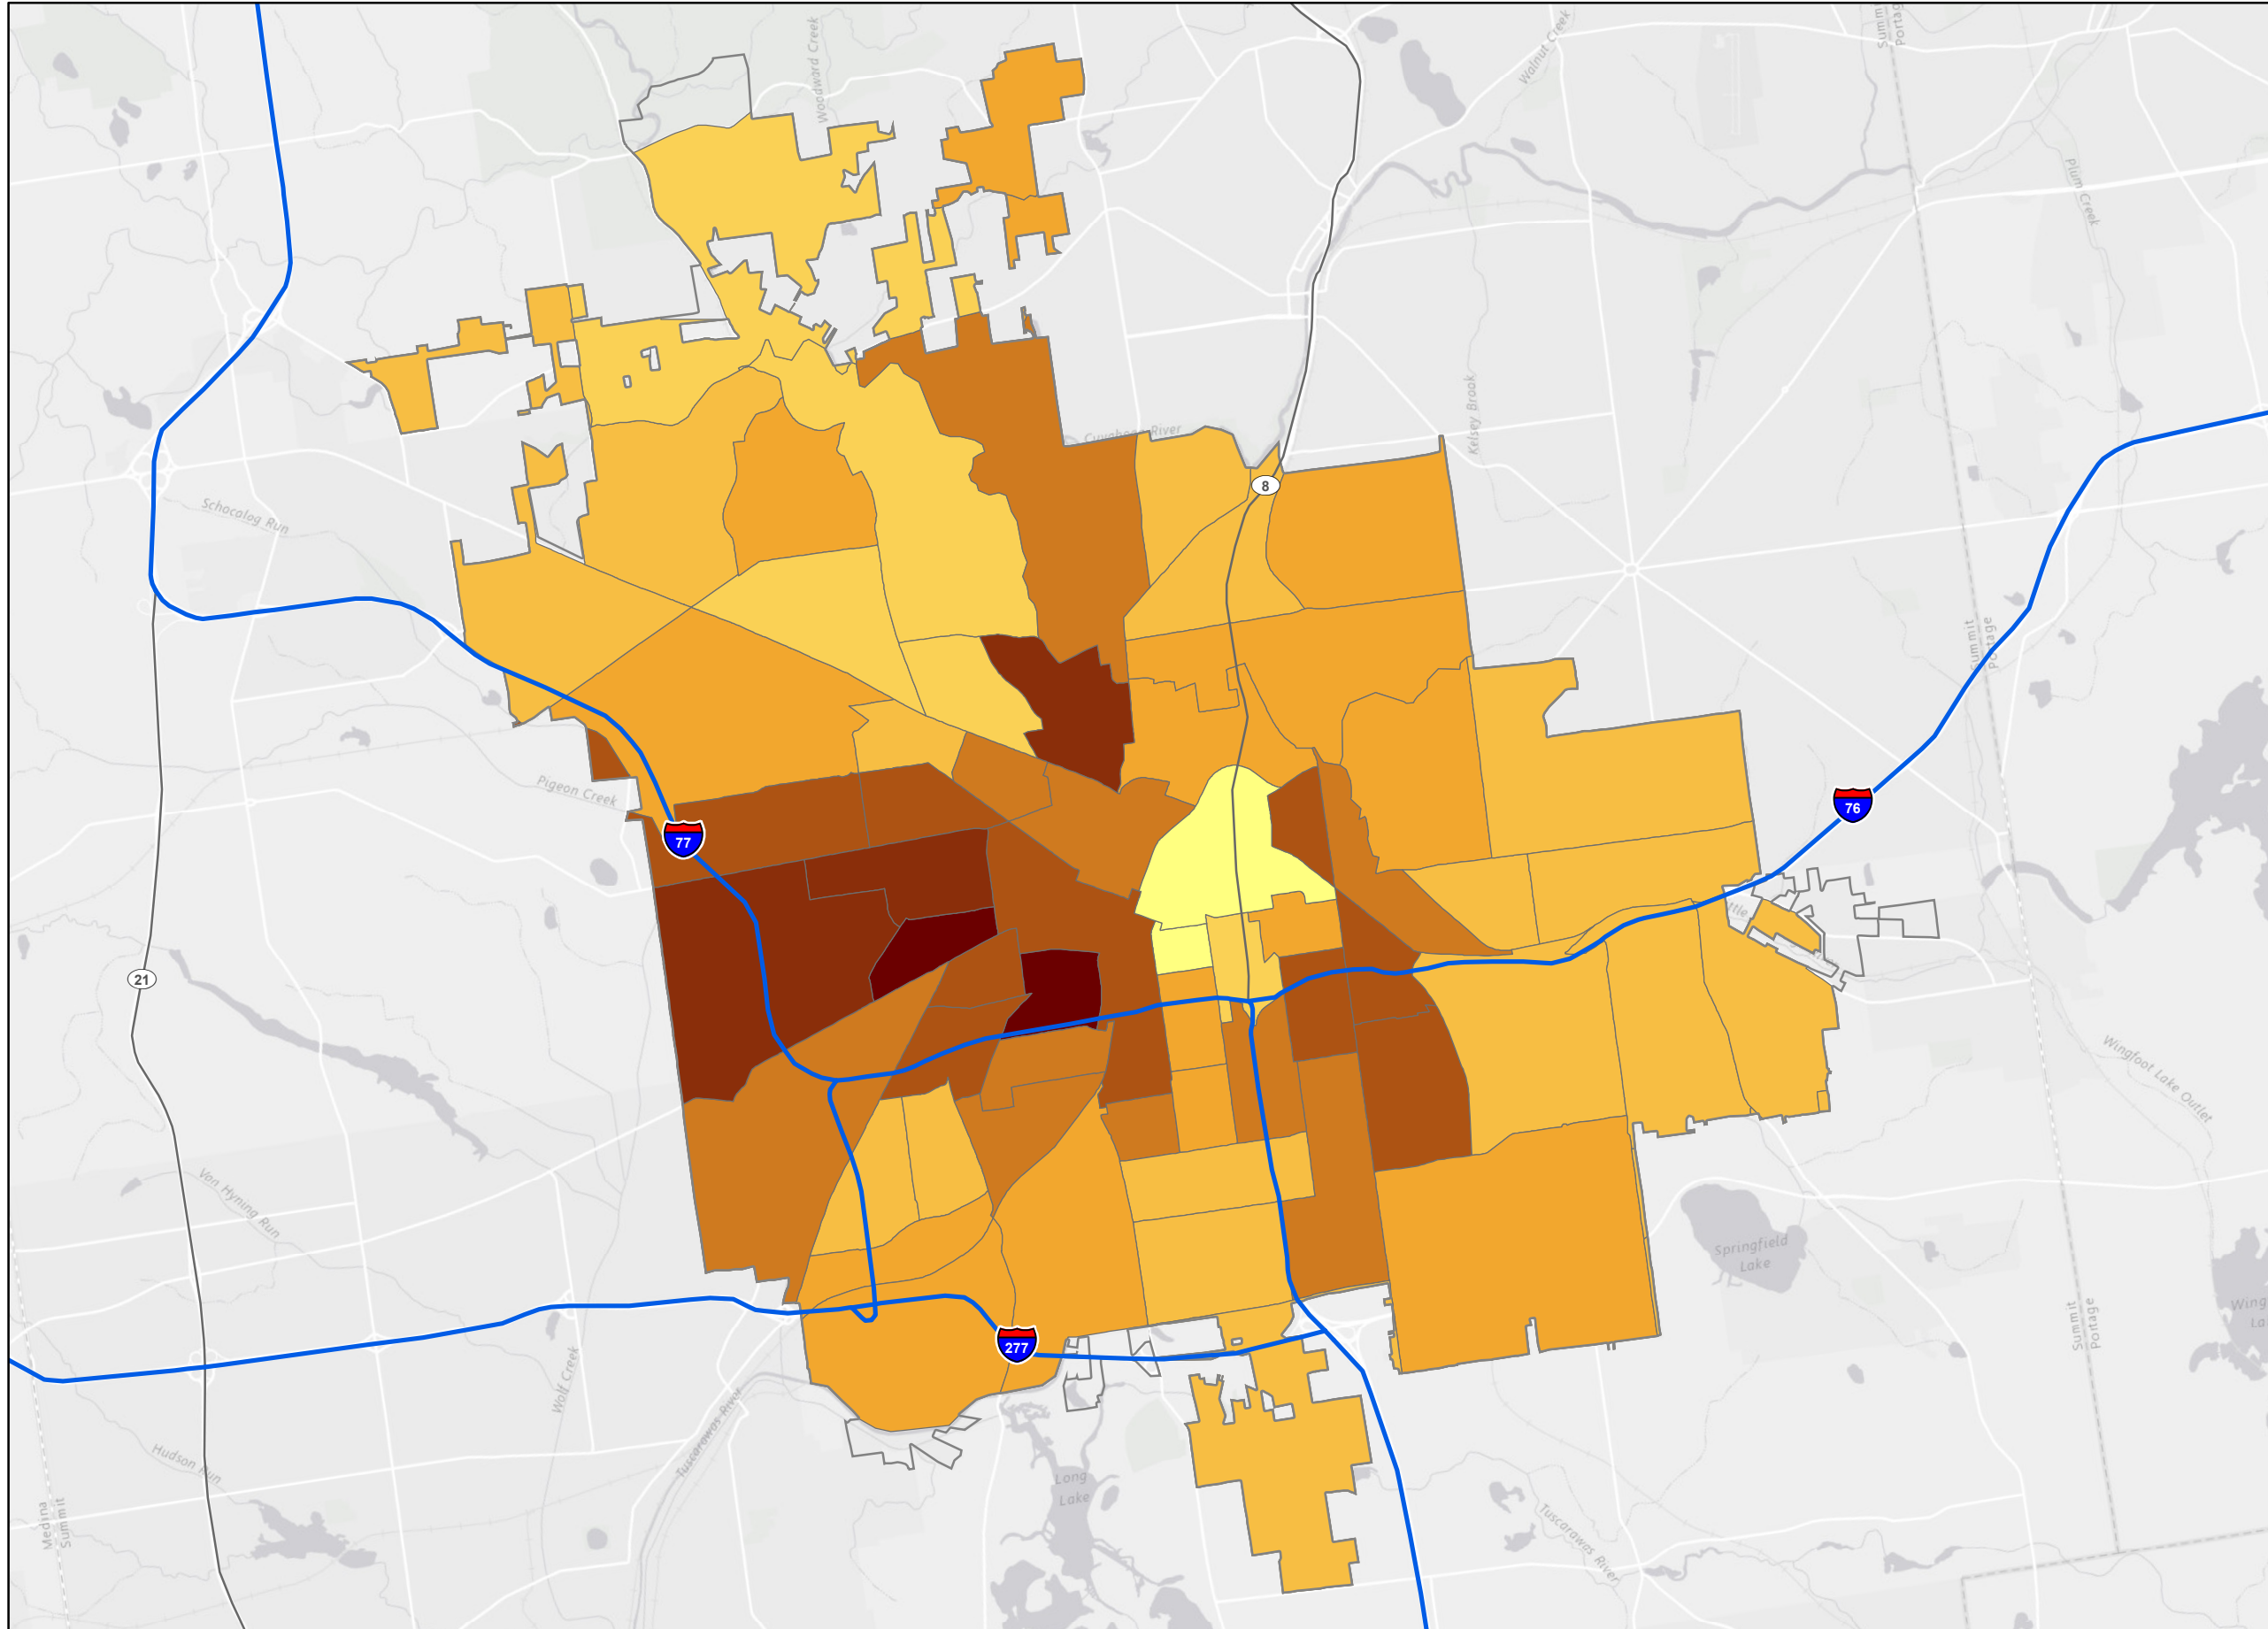 Woodward Creek
Walnut Creek
Summit
Portage
Plum Creek
Kelsey Brook
Cuyahoga River
8
Schocalog Run
Summit
Portage
Pigeon Creek
77
76
21
Wingfoot Lake Outlet
Van Hyning Run
Springfield
Lake
Summit
Portage
277
Wolf Creek
Tuscarawas River
Hudson Run
Long
Lake
Medina
Summit
Tuscarawas River